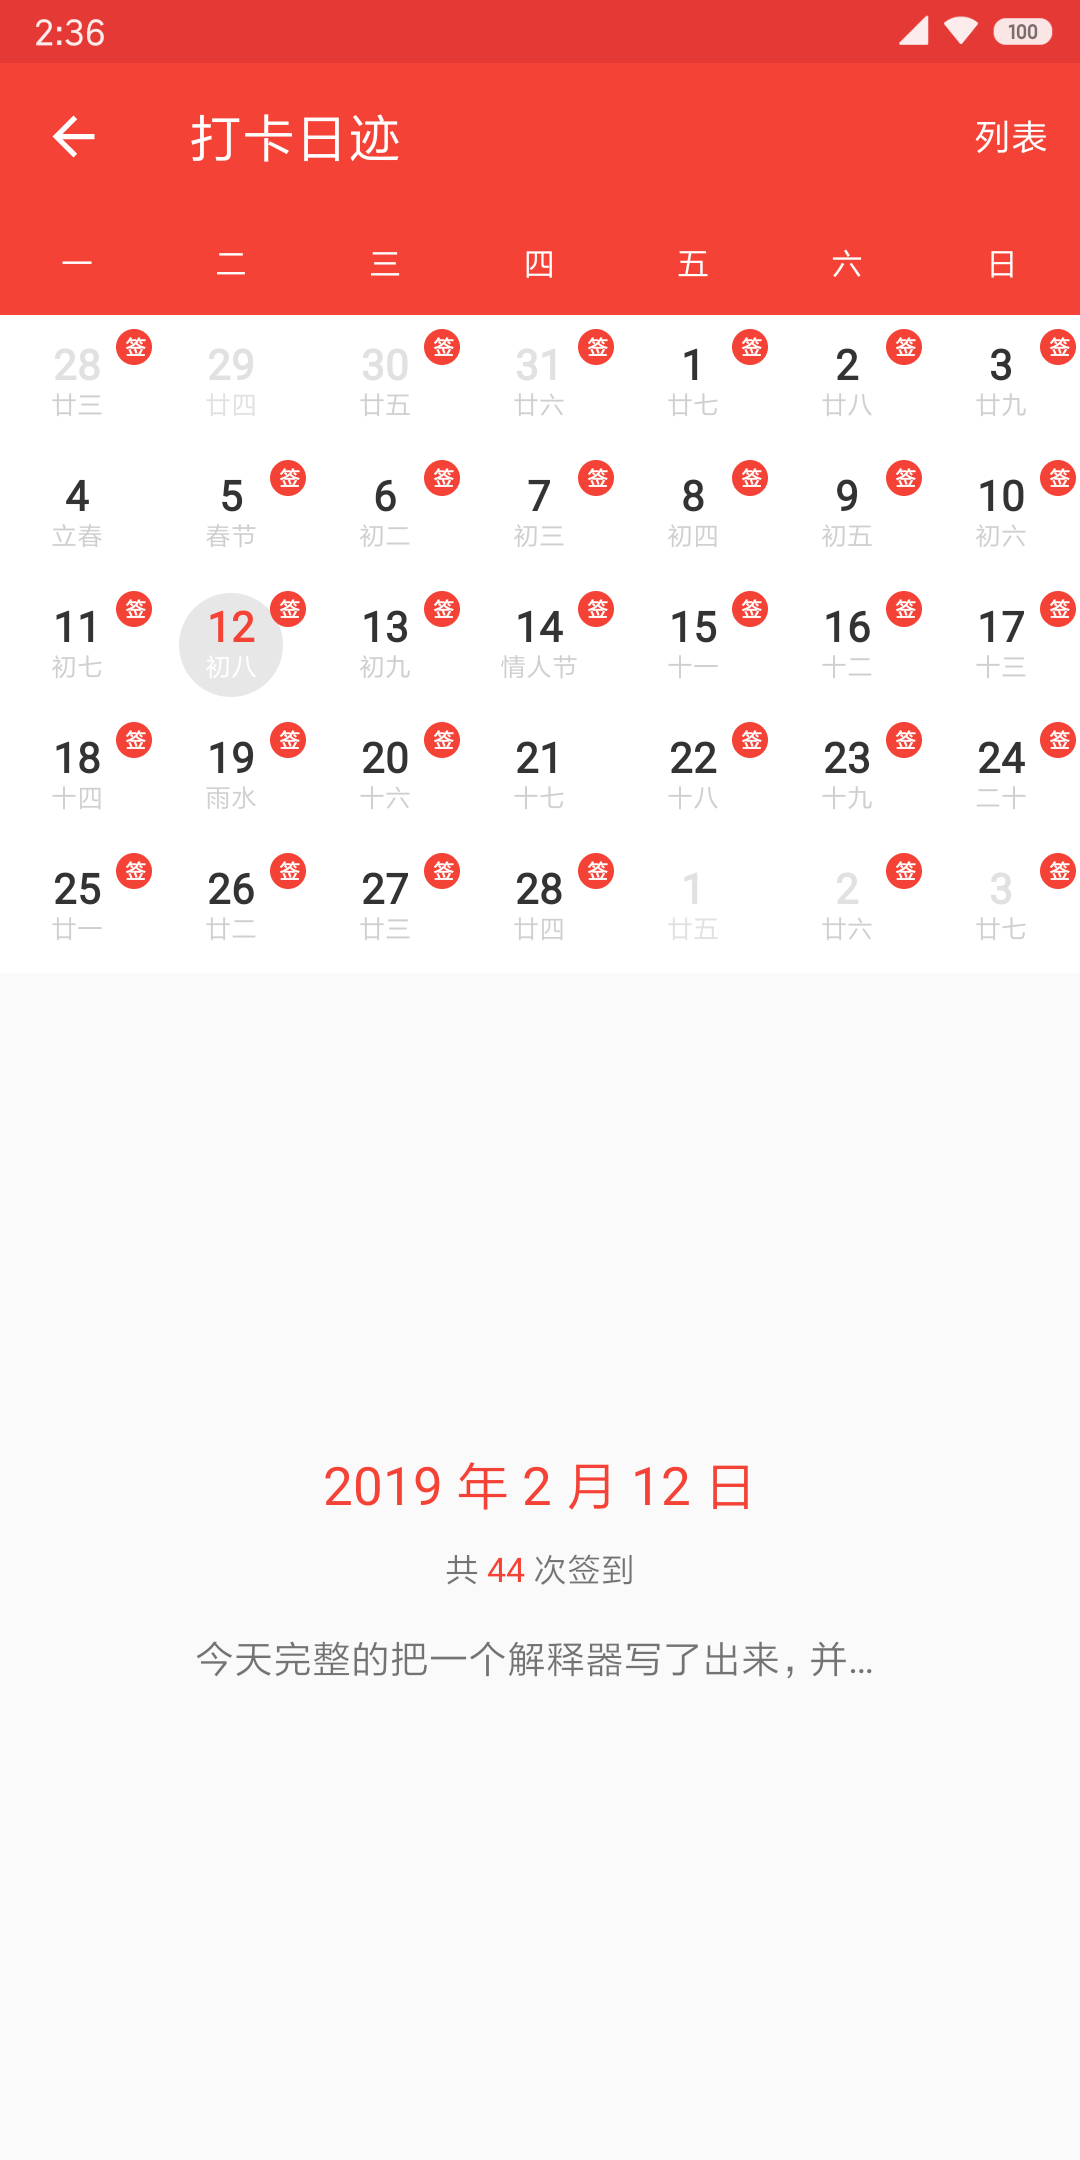 2:36 100
打卡日迹 列表
一 二 三 四 五 六 日
28 签 29 30 签 31 签 1 签 2 签 3 签
廿三 廿四 廿五 廿六 廿七 廿八 廿九
4 5 签 6 签 7 签 8 签 9 签 10 签
立春 春节 初二 初三 初四 初五 初六
11 签 12 签 13 签 14 签 15 签 16 签 17 签
初七 初八 初九 情人节 十一 十二 十三
18 签 19 签 20 签 21 22 签 23 签 24 签
十四 雨水 十六 十七 十八 十九 二十
25 签 26 签 27 签 28 签 1 2 签 3 签
廿一 廿二 廿三 廿四 廿五 廿六 廿七
2019 年 2 月 12 日
共 44 次签到
今天完整的把一个解释器写了出来，并...